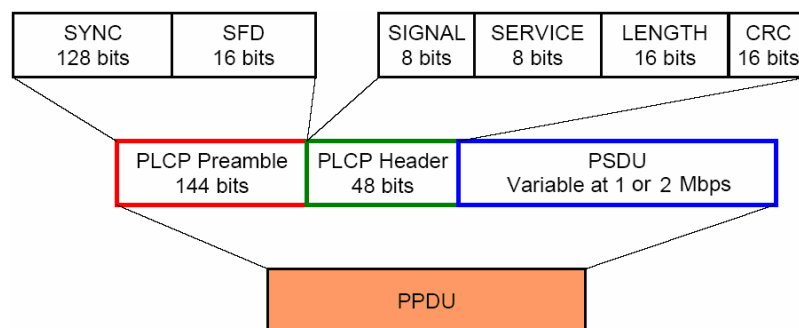 SYNC
128 bits
SFD
16 bits
SIGNAL
8 bits
SERVICE
8 bits
LENGTH
16 bits
CRC
16 bits
PLCP Preamble
144 bits
PLCP Header
48 bits
PSDU
Variable at 1 or 2 Mbps
PPDU